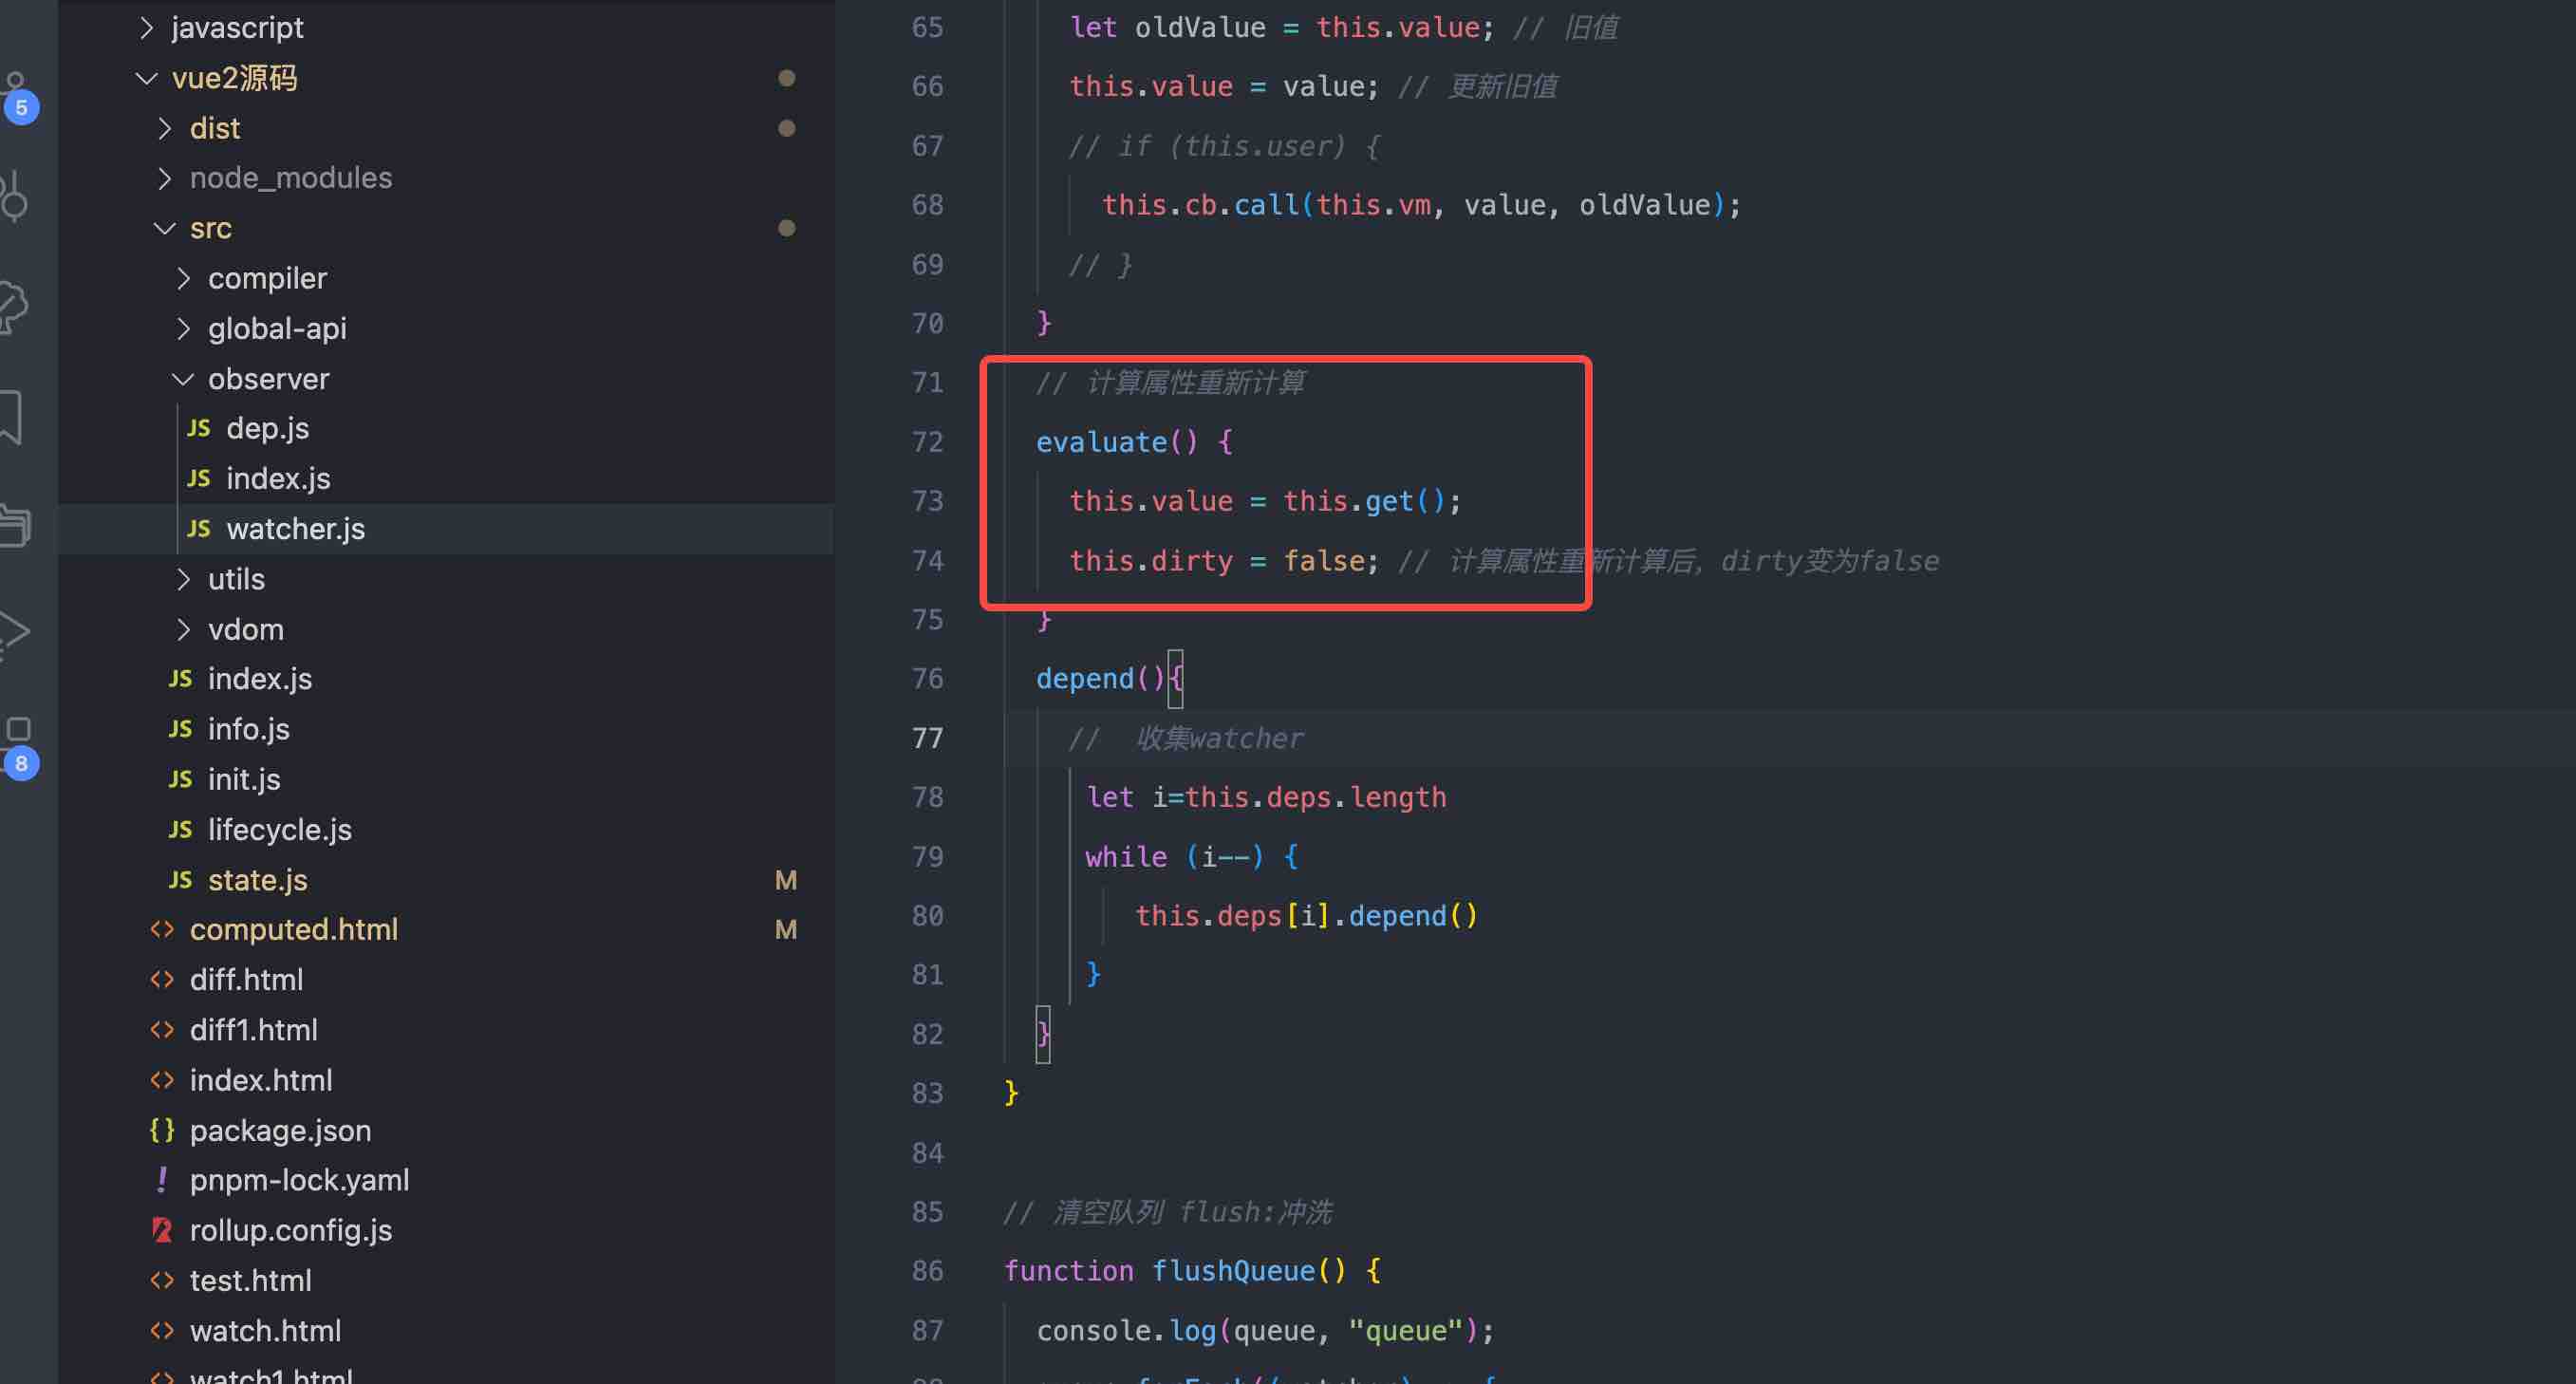 javascript
vue2源码
5
dist
node_modules
src
compiler
global-api
observer
JS dep.js
JS index.js
JS watcher.js
utils
vdom
JS index.js
JS info.js
JS init.js
8
JS lifecycle.js
JS state.js M
<> computed.html M
<> diff.html
<> diff1.html
<> index.html
{} package.json
! pnpm-lock.yaml
rollup.config.js
<> test.html
<> watch.html
<> watch1.html
65 let oldValue = this.value; // 旧值
66 this.value = value; // 更新旧值
67 // if (this.user) {
68 this.cb.call(this.vm, value, oldValue);
69 // }
70 }
71 // 计算属性重新计算
72 evaluate() {
73 this.value = this.get();
74 this.dirty = false; // 计算属性重新计算后，dirty变为false
75 }
76 depend(){
77 // 收集watcher
78 let i=this.deps.length
79 while (i--) {
80 this.deps[i].depend()
81 }
82 }
83 }
84
85 // 清空队列 flush:冲洗
86 function flushQueue() {
87 console.log(queue, "queue");